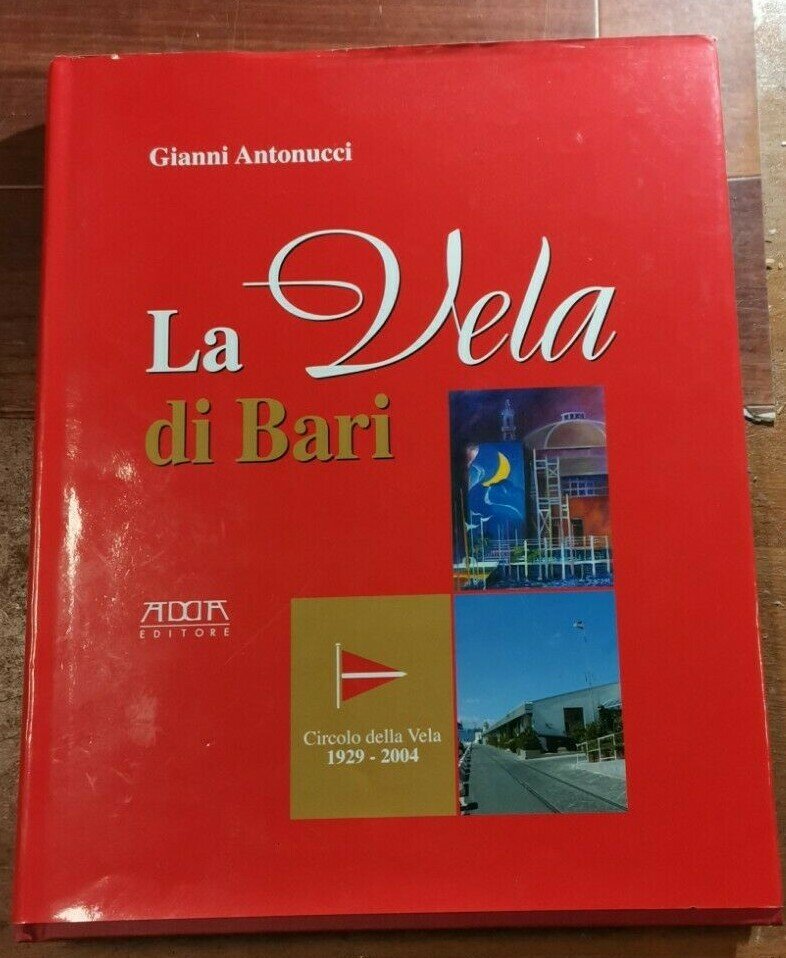 Gianni Antonucci
La Vela
di Bari
ADDA
EDITORE
Circolo della Vela
1929 - 2004